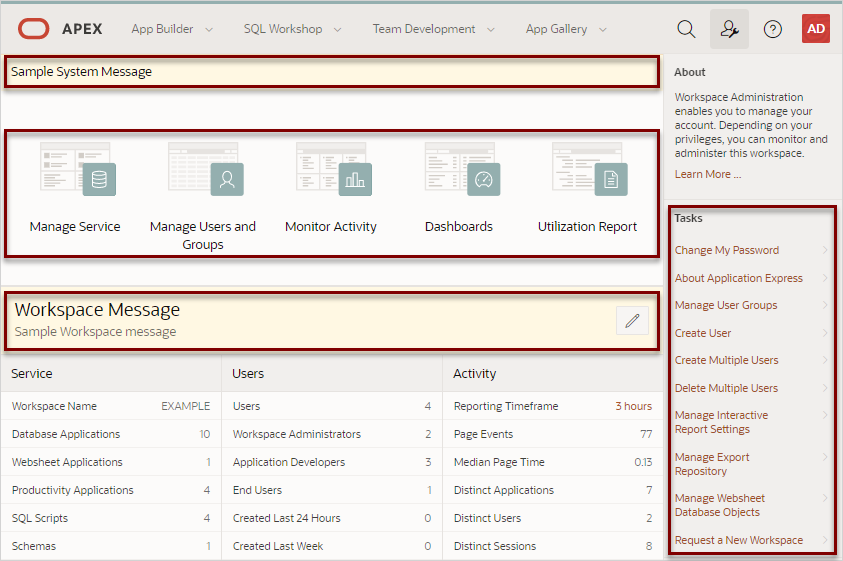 APEX
App Builder
SQL Workshop
Team Development
App Gallery
AD
Sample System Message
Manage Service
Manage Users and
Groups
Monitor Activity
Dashboards
Utilization Report
Workspace Message
Sample Workspace message
Service
Workspace Name EXAMPLE
Database Applications 10
Websheet Applications 1
Productivity Applications 4
SQL Scripts 4
Schemas 1
Users
Users 4
Workspace Administrators 2
Application Developers 3
End Users 1
Created Last 24 Hours 0
Created Last Week 0
Activity
Reporting Timeframe 3 hours
Page Events 77
Median Page Time 0.13
Distinct Applications 7
Distinct Users 2
Distinct Sessions 8
About
Workspace Administration
enables you to manage your
account. Depending on your
privileges, you can monitor and
administer this workspace.
Learn More ...
Tasks
Change My Password
About Application Express
Manage User Groups
Create User
Create Multiple Users
Delete Multiple Users
Manage Interactive
Report Settings
Manage Export
Repository
Manage Websheet
Database Objects
Request a New Workspace